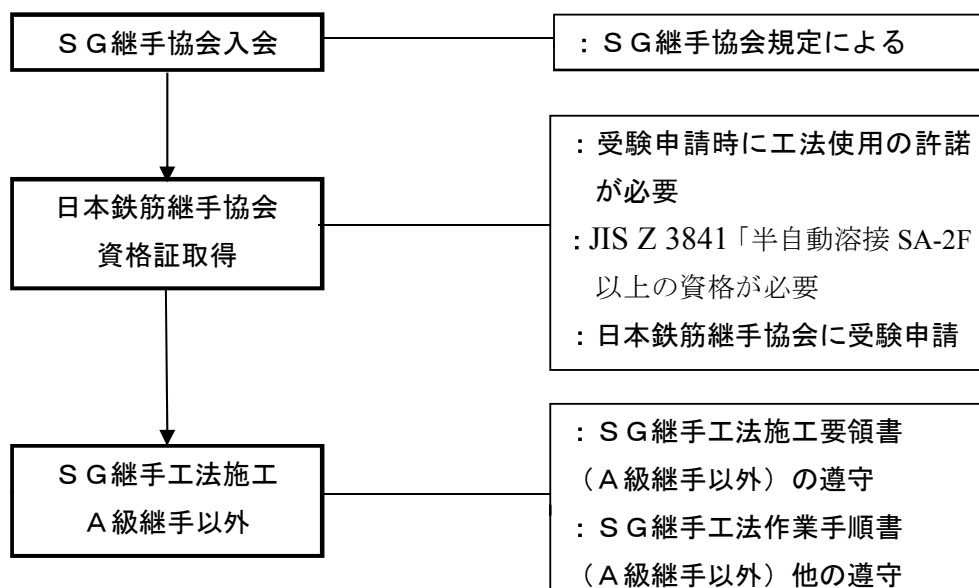 SG継手協会入会
：SG継手協会規定による
日本鉄筋継手協会
資格証取得
：受験申請時に工法使用の許諾
が必要
：JIS Z 3841「半自動溶接 SA-2F
以上の資格が必要
：日本鉄筋継手協会に受験申請
SG継手工法施工
A級継手以外
：SG継手工法施工要領書
（A級継手以外）の遵守
：SG継手工法作業手順書
（A級継手以外）他の遵守